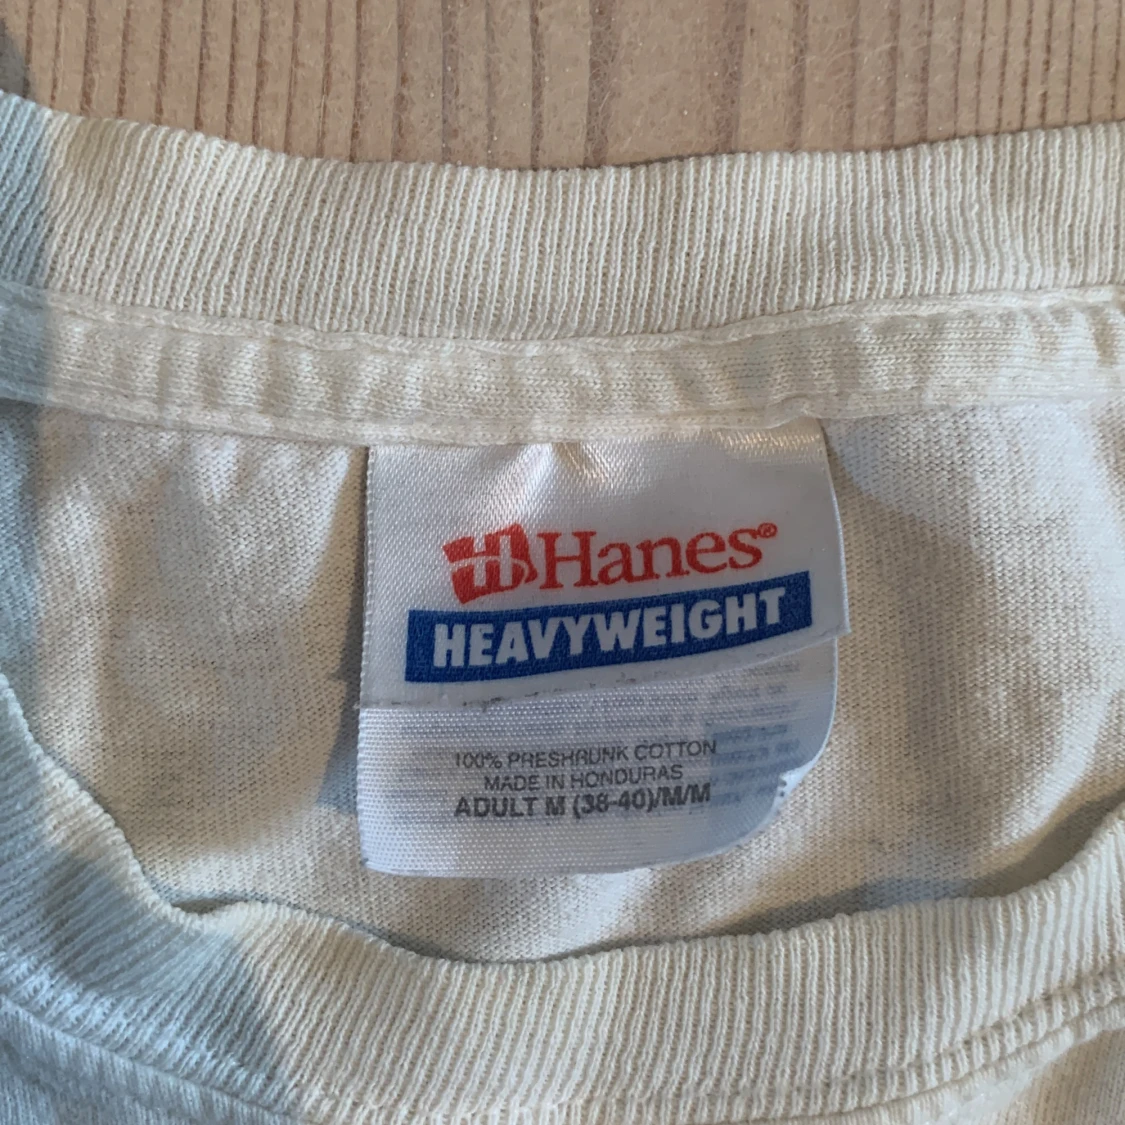 Hanes®
HEAVYWEIGHT
100% PRESHRUNK COTTON
MADE IN HONDURAS
ADULT M (38-40)/M/M